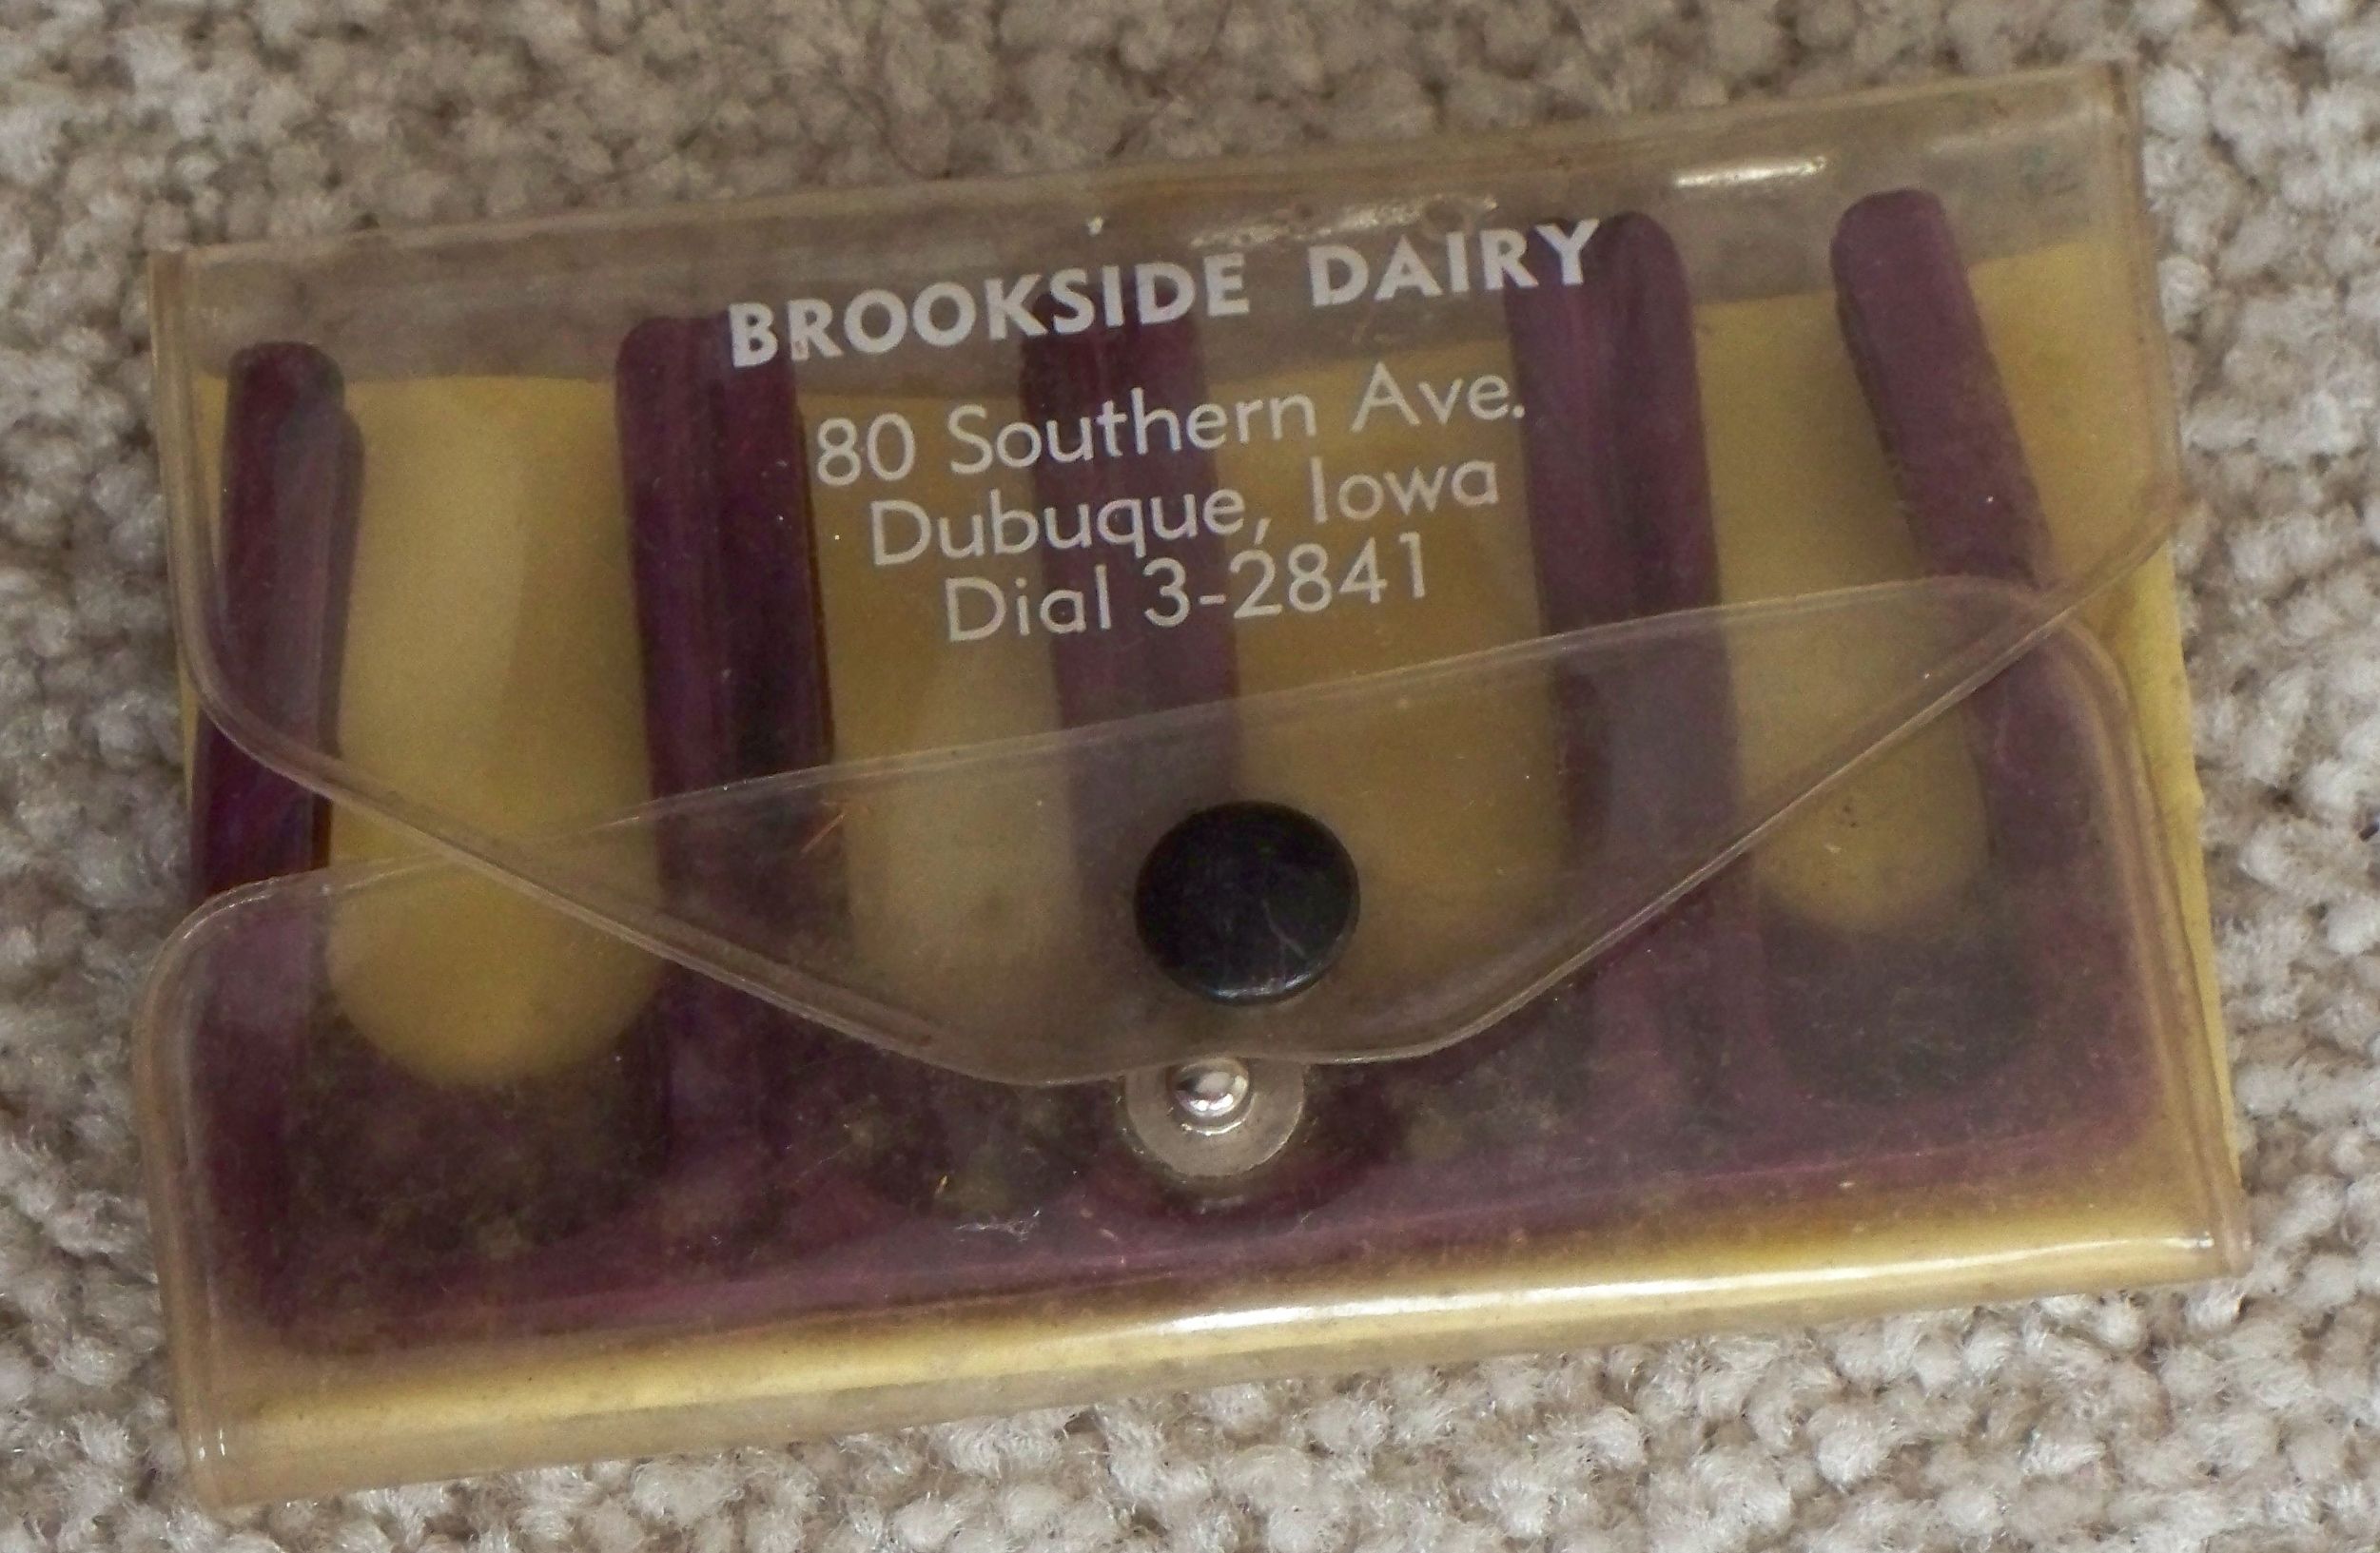 BROOKSIDE DAIRY
80 Southern Ave.
Dubuque, Iowa
Dial 3-2841